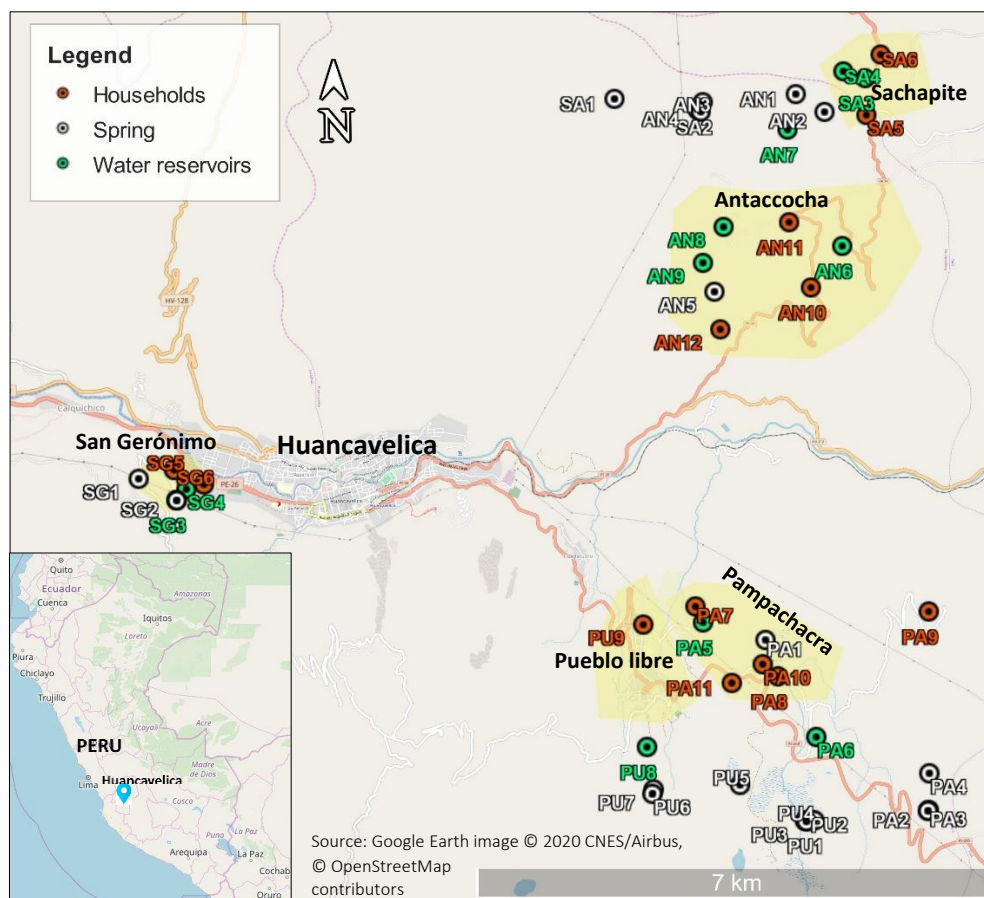 Legend
Households
Spring
Water reservoirs
N
SA6
SA4
Sachapite
SA3
SA5
SA1
AN3
AN4
SA2
AN1
AN2
AN7
Antaccocha
AN8
AN11
AN6
AN9
AN5
AN10
AN12
HV-128
Calquichico
San Gerónimo
Huancavelica
SG5
SG6
SG1
SG2
SG4
SG3
PE-26
Huancavelica
Pampachacra
PA7
PU9
PA5
PA1
PA9
Pueblo libre
PA10
PA11
PA8
PA6
PU8
PU5
PU7
PU6
PA4
PU4
PU2
PA2
PA3
PU3
PU1
Quito
Ecuador
Cuenca
Amazonas
Iquitos
Loreto
Piura
Chiclayo
Trujillo
San Martín
Acre
Ucayali
PERU
Madre de Dios
Lima
Huancavelica
Cusco
Puno
La Paz
Arequipa
La Paz
Cochab
Oruro
Source: Google Earth image © 2020 CNES/Airbus,
© OpenStreetMap
contributors
7 km